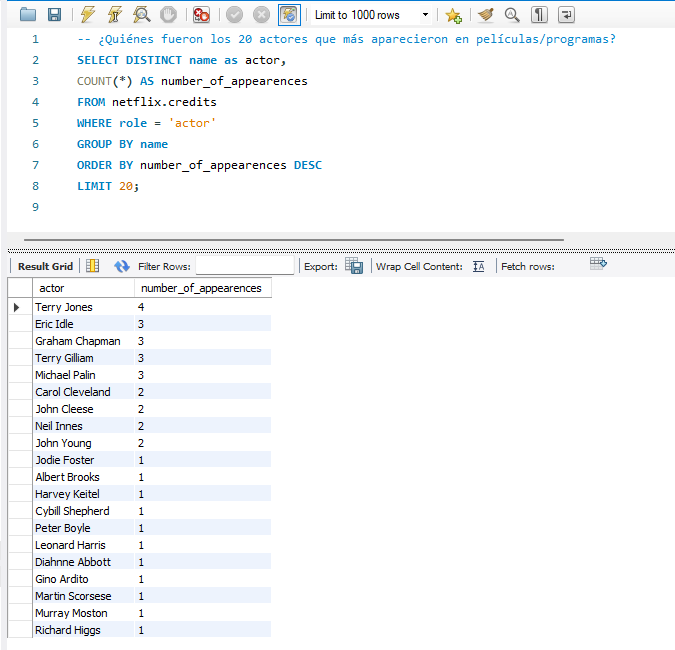 Limit to 1000 rows
1 -- ¿Quiénes fueron los 20 actores que más aparecieron en películas/programas?
2 SELECT DISTINCT name as actor,
3 COUNT(*) AS number_of_appearences
4 FROM netflix.credits
5 WHERE role = 'actor'
6 GROUP BY name
7 ORDER BY number_of_appearences DESC
8 LIMIT 20;
9
Result Grid Filter Rows: Export: Wrap Cell Content: Fetch rows:
actor number_of_appearences
Terry Jones 4
Eric Idle 3
Graham Chapman 3
Terry Gilliam 3
Michael Palin 3
Carol Cleveland 2
John Cleese 2
Neil Innes 2
John Young 2
Jodie Foster 1
Albert Brooks 1
Harvey Keitel 1
Cybill Shepherd 1
Peter Boyle 1
Leonard Harris 1
Diahnne Abbott 1
Gino Ardito 1
Martin Scorsese 1
Murray Moston 1
Richard Higgs 1